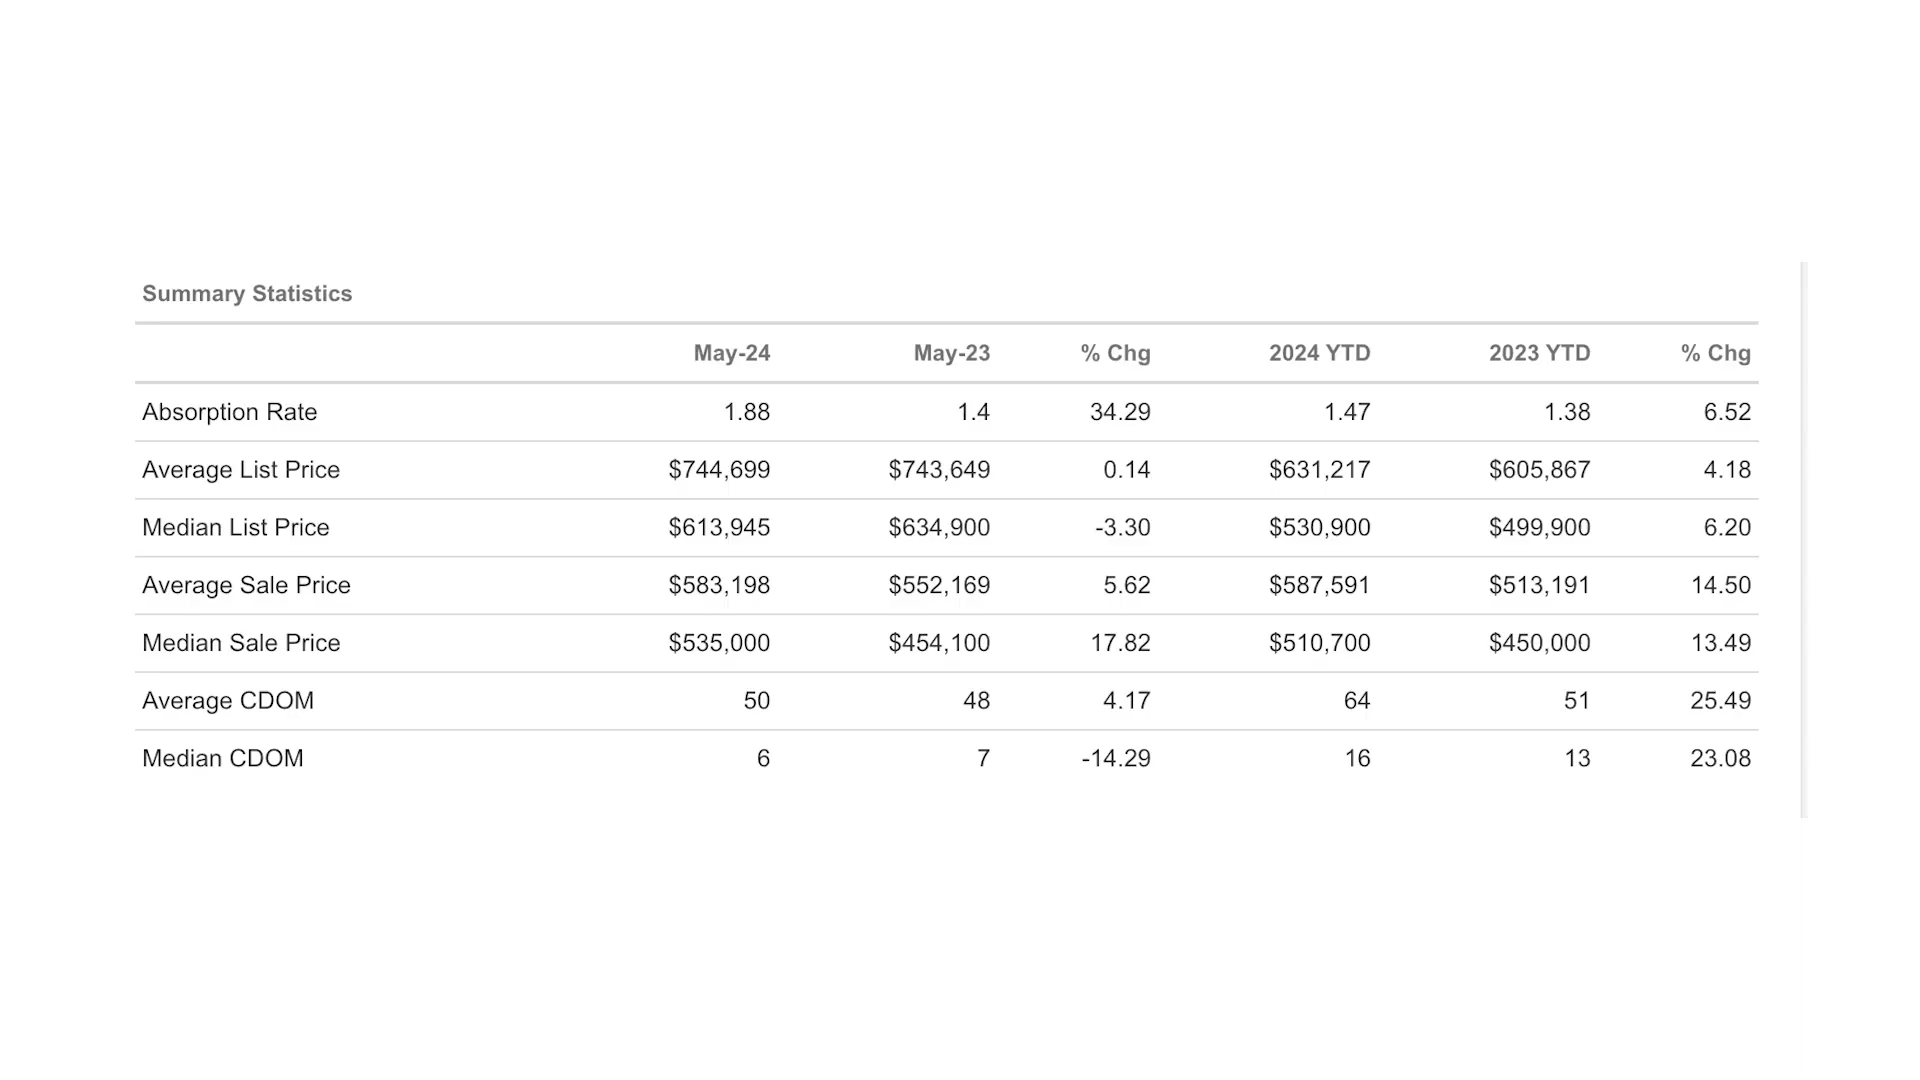 Summary Statistics
May-24 May-23 % Chg 2024 YTD 2023 YTD % Chg
Absorption Rate 1.88 1.4 34.29 1.47 1.38 6.52
Average List Price $744,699 $743,649 0.14 $631,217 $605,867 4.18
Median List Price $613,945 $634,900 -3.30 $530,900 $499,900 6.20
Average Sale Price $583,198 $552,169 5.62 $587,591 $513,191 14.50
Median Sale Price $535,000 $454,100 17.82 $510,700 $450,000 13.49
Average CDOM 50 48 4.17 64 51 25.49
Median CDOM 6 7 -14.29 16 13 23.08